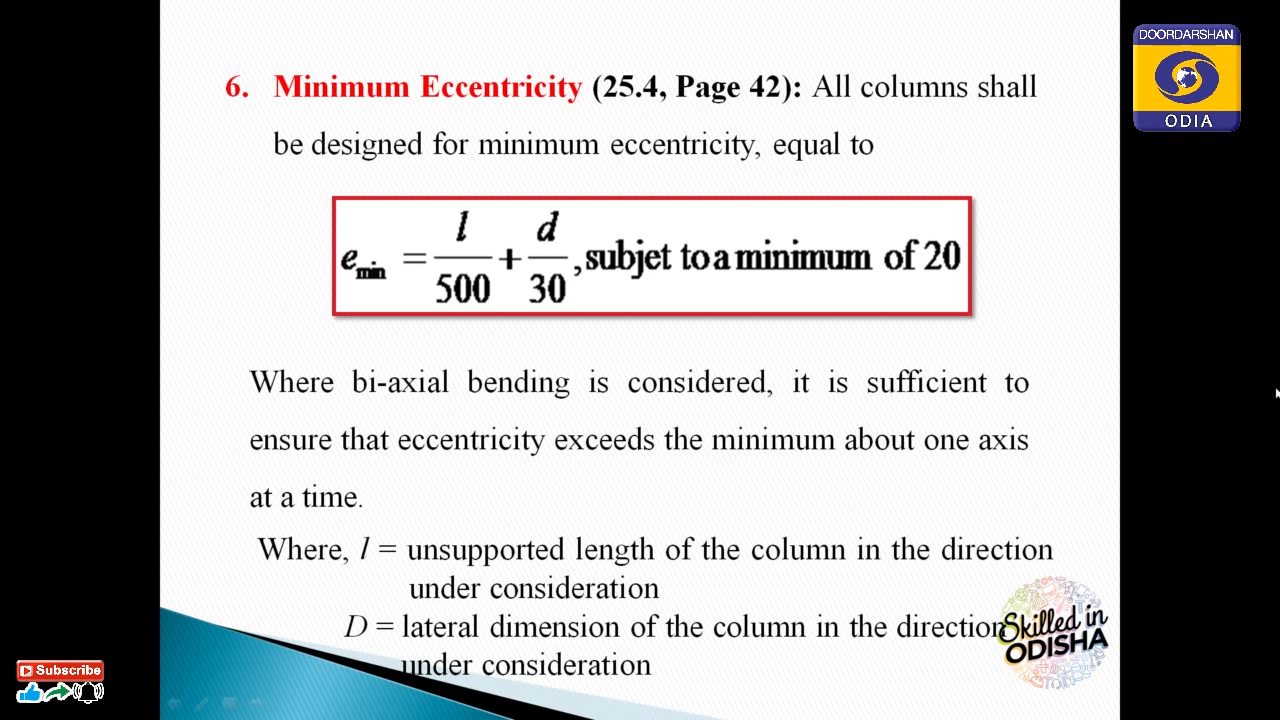 DOORDARSHAN
ODIA
6. Minimum Eccentricity (25.4, Page 42): All columns shall
be designed for minimum eccentricity, equal to
e_min = l/500 + d/30 ,subjet to a minimum of 20
Where bi-axial bending is considered, it is sufficient to
ensure that eccentricity exceeds the minimum about one axis
at a time.
Where, l = unsupported length of the column in the direction
under consideration
D = lateral dimension of the column in the direction
under consideration
Skilled in
ODISHA
Subscribe